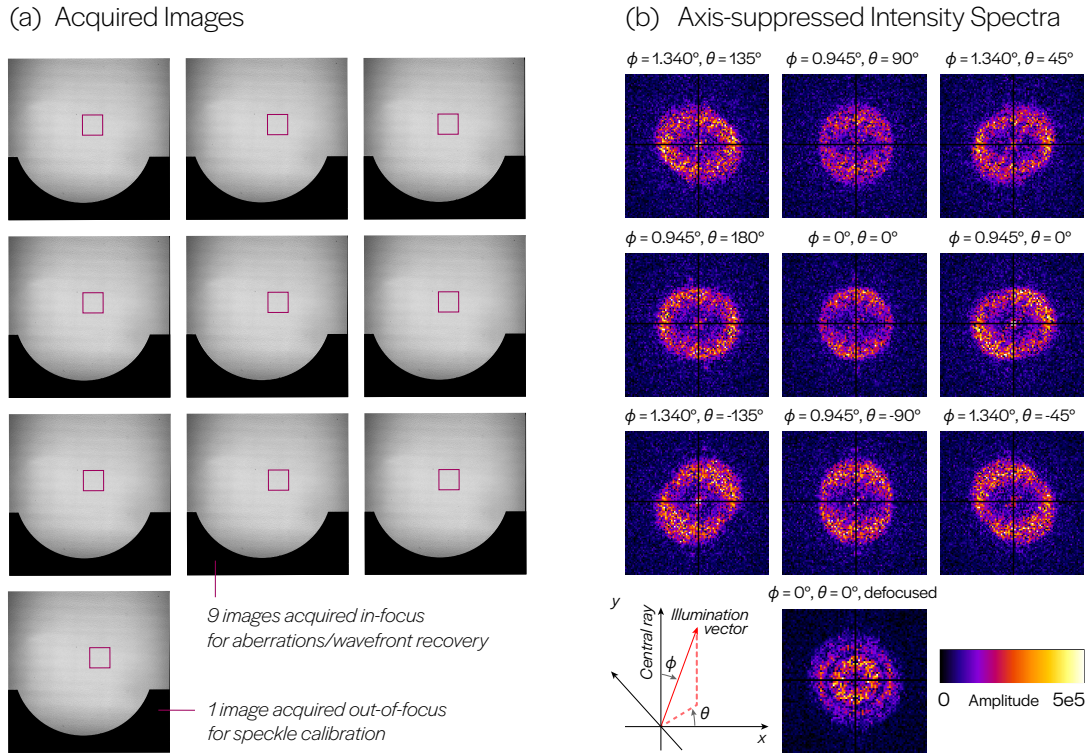 (a) Acquired Images
(b) Axis-suppressed Intensity Spectra
ϕ = 1.340°, θ = 135°
ϕ = 0.945°, θ = 90°
ϕ = 1.340°, θ = 45°
ϕ = 0.945°, θ = 180°
ϕ = 0°, θ = 0°
ϕ = 0.945°, θ = 0°
ϕ = 1.340°, θ = -135°
ϕ = 0.945°, θ = -90°
ϕ = 1.340°, θ = -45°
9 images acquired in-focus
for aberrations/wavefront recovery
1 image acquired out-of-focus
for speckle calibration
y
Central ray
Illumination
vector
ϕ
θ
x
ϕ = 0°, θ = 0°, defocused
0 Amplitude 5e5